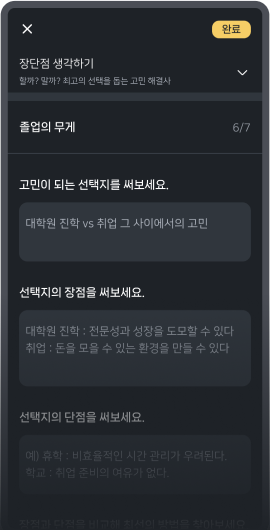 완료
장단점 생각하기
할까? 말까? 최고의 선택을 돕는 고민 해결사
졸업의 무게
6/7
고민이 되는 선택지를 써보세요.
대학원 진학 vs 취업 그 사이에서의 고민
선택지의 장점을 써보세요.
대학원 진학 : 전문성과 성장을 도모할 수 있다
취업 : 돈을 모을 수 있는 환경을 만들 수 있다
선택지의 단점을 써보세요.
예) 휴학 : 비효율적인 시간 관리가 우려된다.
학교 : 취업 준비의 여유가 없다.